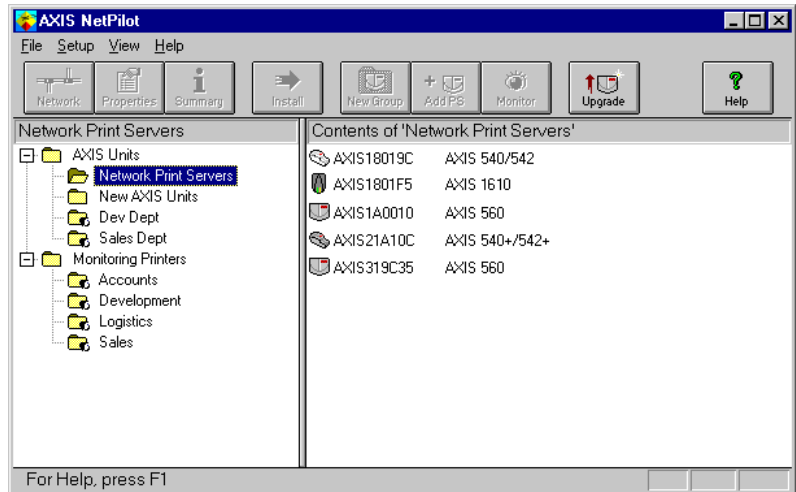 AXIS NetPilot
File Setup View Help
Network Properties Summary Install New Group Add PS Monitor Upgrade Help
Network Print Servers
Contents of 'Network Print Servers'
AXIS Units
Network Print Servers
New AXIS Units
Dev Dept
Sales Dept
Monitoring Printers
Accounts
Development
Logistics
Sales
AXIS18019C AXIS 540/542
AXIS1801F5 AXIS 1610
AXIS1A0010 AXIS 560
AXIS21A10C AXIS 540+/542+
AXIS319C35 AXIS 560
For Help, press F1